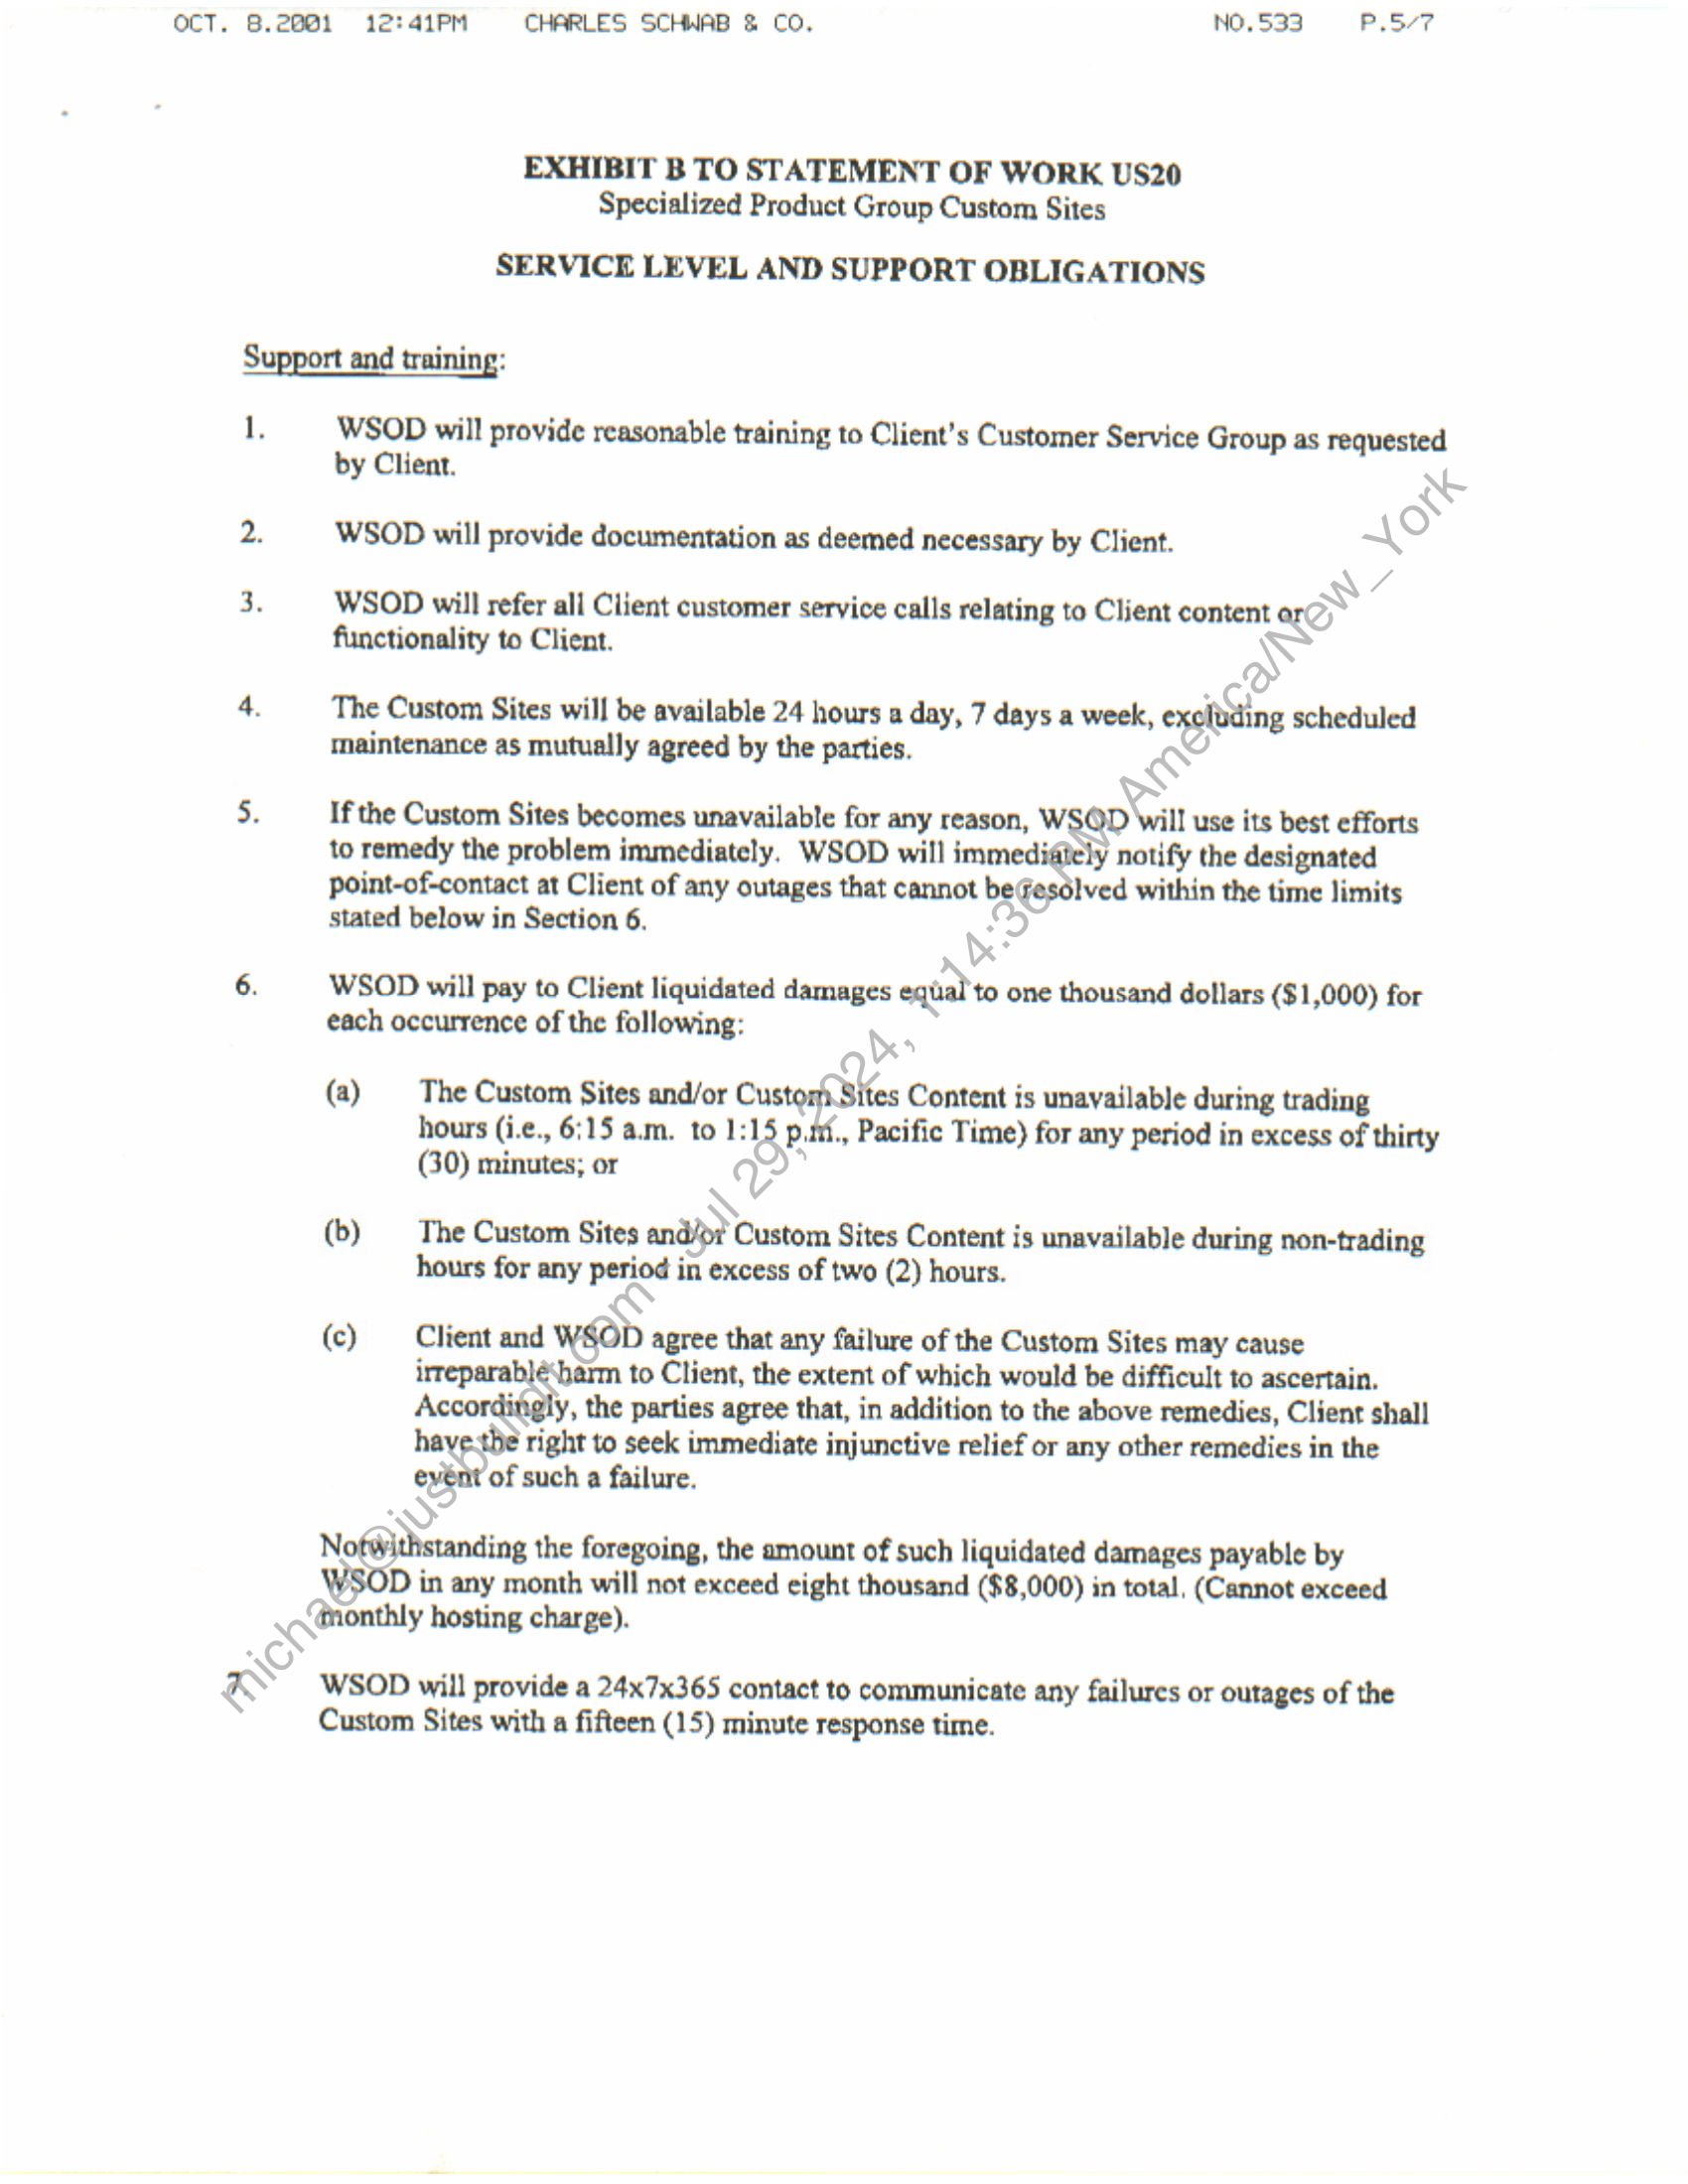 OCT. 8.2001 12:41PM CHARLES SCHWAB & CO. NO.533 P.5/7
EXHIBIT B TO STATEMENT OF WORK US20
Specialized Product Group Custom Sites
SERVICE LEVEL AND SUPPORT OBLIGATIONS
Support and training:
1. WSOD will provide reasonable training to Client's Customer Service Group as requested
by Client.
2. WSOD will provide documentation as deemed necessary by Client.
3. WSOD will refer all Client customer service calls relating to Client content or
functionality to Client.
4. The Custom Sites will be available 24 hours a day, 7 days a week, excluding scheduled
maintenance as mutually agreed by the parties.
5. If the Custom Sites becomes unavailable for any reason, WSOD will use its best efforts
to remedy the problem immediately. WSOD will immediately notify the designated
point-of-contact at Client of any outages that cannot be resolved within the time limits
stated below in Section 6.
6. WSOD will pay to Client liquidated damages equal to one thousand dollars ($1,000) for
each occurrence of the following:
(a) The Custom Sites and/or Custom Sites Content is unavailable during trading
hours (i.e., 6:15 a.m. to 1:15 p.m., Pacific Time) for any period in excess of thirty
(30) minutes; or
(b) The Custom Sites and/or Custom Sites Content is unavailable during non-trading
hours for any period in excess of two (2) hours.
(c) Client and WSOD agree that any failure of the Custom Sites may cause
irreparable harm to Client, the extent of which would be difficult to ascertain.
Accordingly, the parties agree that, in addition to the above remedies, Client shall
have the right to seek immediate injunctive relief or any other remedies in the
event of such a failure.
Notwithstanding the foregoing, the amount of such liquidated damages payable by
WSOD in any month will not exceed eight thousand ($8,000) in total. (Cannot exceed
monthly hosting charge).
7. WSOD will provide a 24x7x365 contact to communicate any failures or outages of the
Custom Sites with a fifteen (15) minute response time.
michael@justbuildit.com - Jul 29, 2024, 1:14:36 PM America/New_York